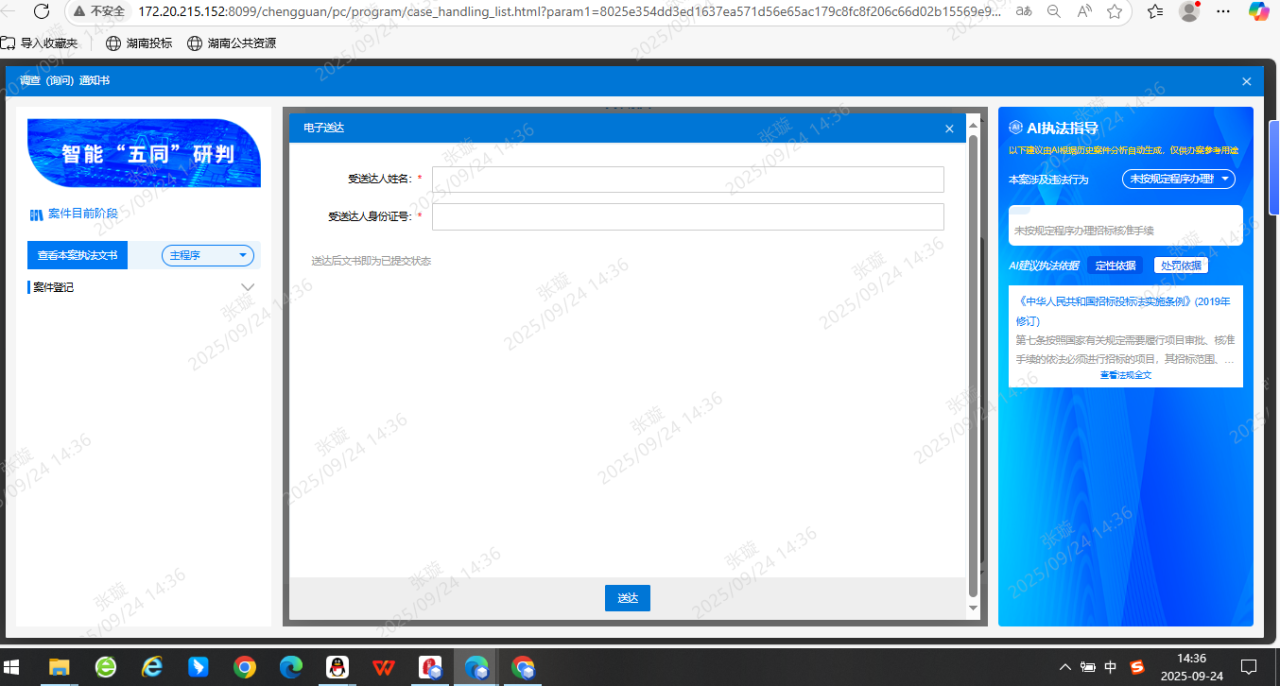 不安全 172.20.215.152:8099/chengguan/pc/program/case_handling_list.html?param1=8025e354dd3ed1637ea571d56e65ac179c8fc8f206c66d02b15569e9...
导入收藏夹 湖南投标 湖南公共资源
调查（询问）通知书
智能“五同”研判
案件目前阶段
查看本案执法文书 主程序
案件登记
电子送达
受送达人姓名: *
受送达人身份证号: *
送达后文书即为已提交状态
送达
AI执法指导
以下建议由AI根据历史案件分析自动生成，仅供办案参考用途
本案涉及违法行为 未按规定程序办理
未按规定程序办理招标核准手续
AI建议执法依据 定性依据 处罚依据
《中华人民共和国招标投标法实施条例》(2019年
修订)
第七条按照国家有关规定需要履行项目审批、核准
手续的依法必须进行招标的项目，其招标范围、...
查看法规全文
张璇
2025/09/24 14:36
中
14:36
2025-09-24